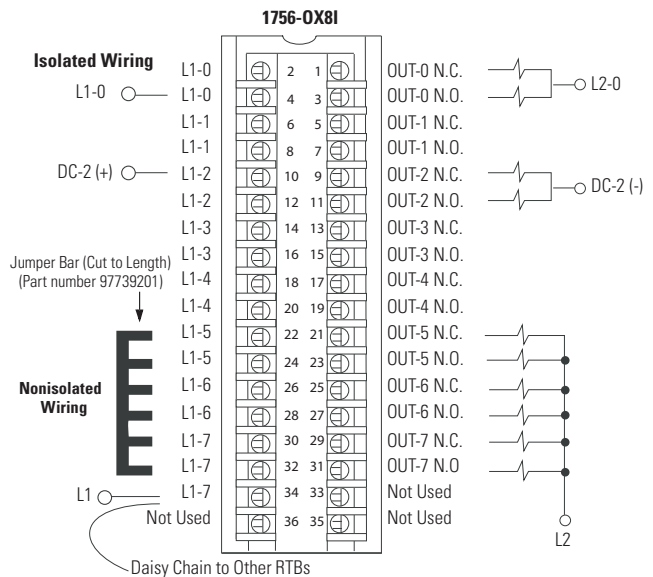 1756-OX8I
Isolated Wiring
L1-0 2 1 OUT-0 N.C.
L1-0 L1-0 4 3 OUT-0 N.O. L2-0
L1-1 6 5 OUT-1 N.C.
L1-1 8 7 OUT-1 N.O.
DC-2 (+) L1-2 10 9 OUT-2 N.C. DC-2 (-)
L1-2 12 11 OUT-2 N.O.
L1-3 14 13 OUT-3 N.C.
L1-3 16 15 OUT-3 N.O.
Jumper Bar (Cut to Length)
(Part number 97739201)
L1-4 18 17 OUT-4 N.C.
L1-4 20 19 OUT-4 N.O.
L1-5 22 21 OUT-5 N.C.
L1-5 24 23 OUT-5 N.O.
Nonisolated
Wiring
L1-6 26 25 OUT-6 N.C.
L1-6 28 27 OUT-6 N.O.
L1-7 30 29 OUT-7 N.C.
L1-7 32 31 OUT-7 N.O
L1 L1-7 34 33 Not Used
Not Used 36 35 Not Used
L2
Daisy Chain to Other RTBs